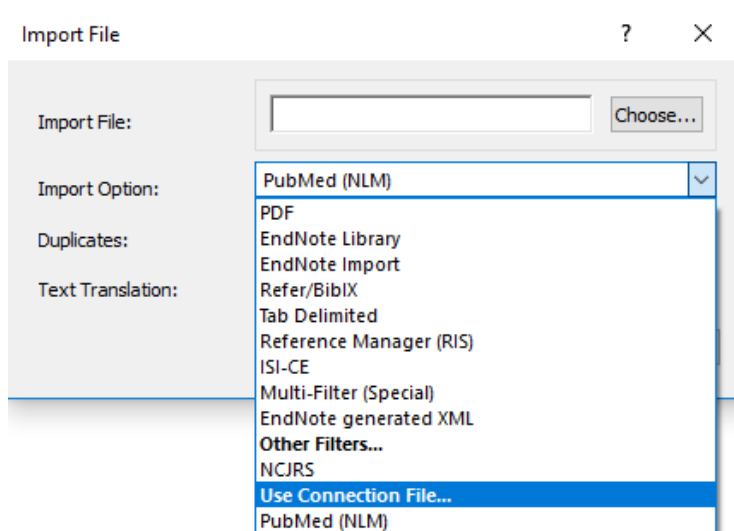 Import File ?
Import File: Choose...
Import Option: PubMed (NLM)
PDF
Duplicates: EndNote Library
EndNote Import
Text Translation: Refer/BibIX
Tab Delimited
Reference Manager (RIS)
ISI-CE
Multi-Filter (Special)
EndNote generated XML
Other Filters...
NCJRS
Use Connection File...
PubMed (NLM)